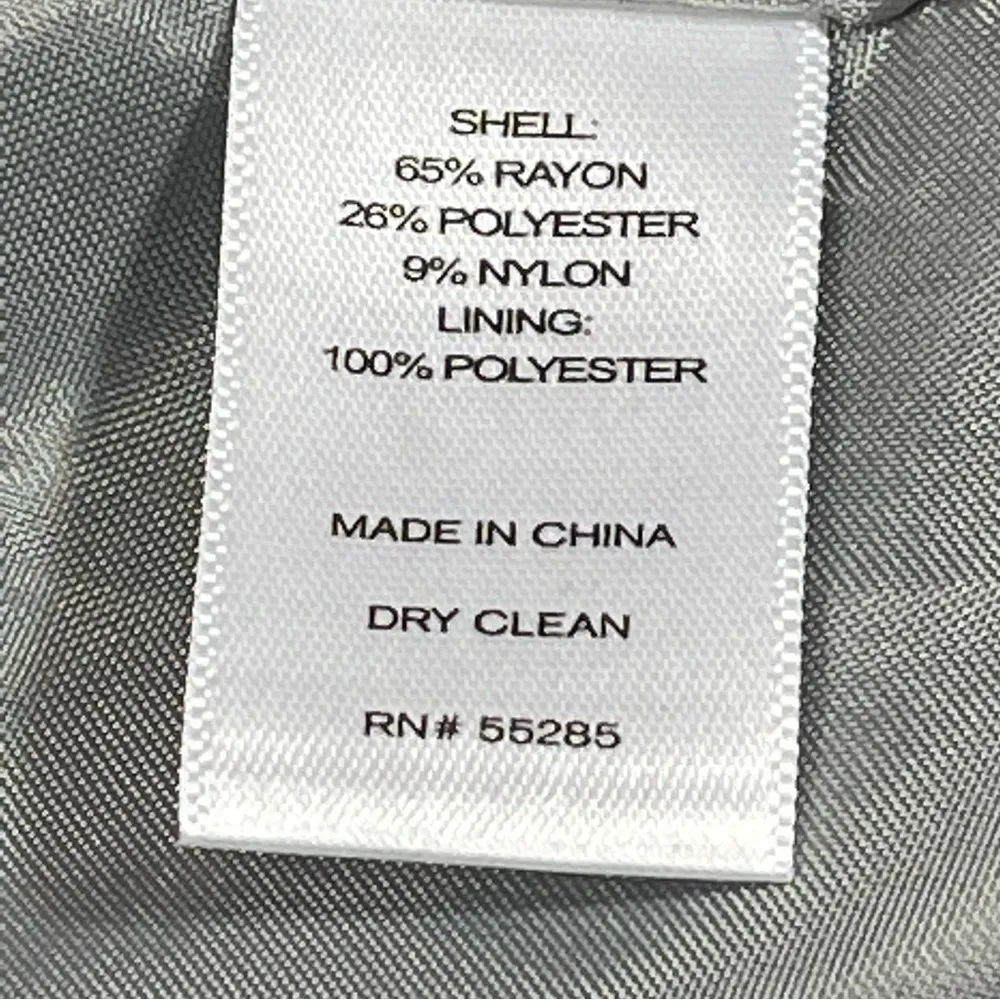 SHELL:
65% RAYON
26% POLYESTER
9% NYLON
LINING:
100% POLYESTER
MADE IN CHINA
DRY CLEAN
RN# 55285